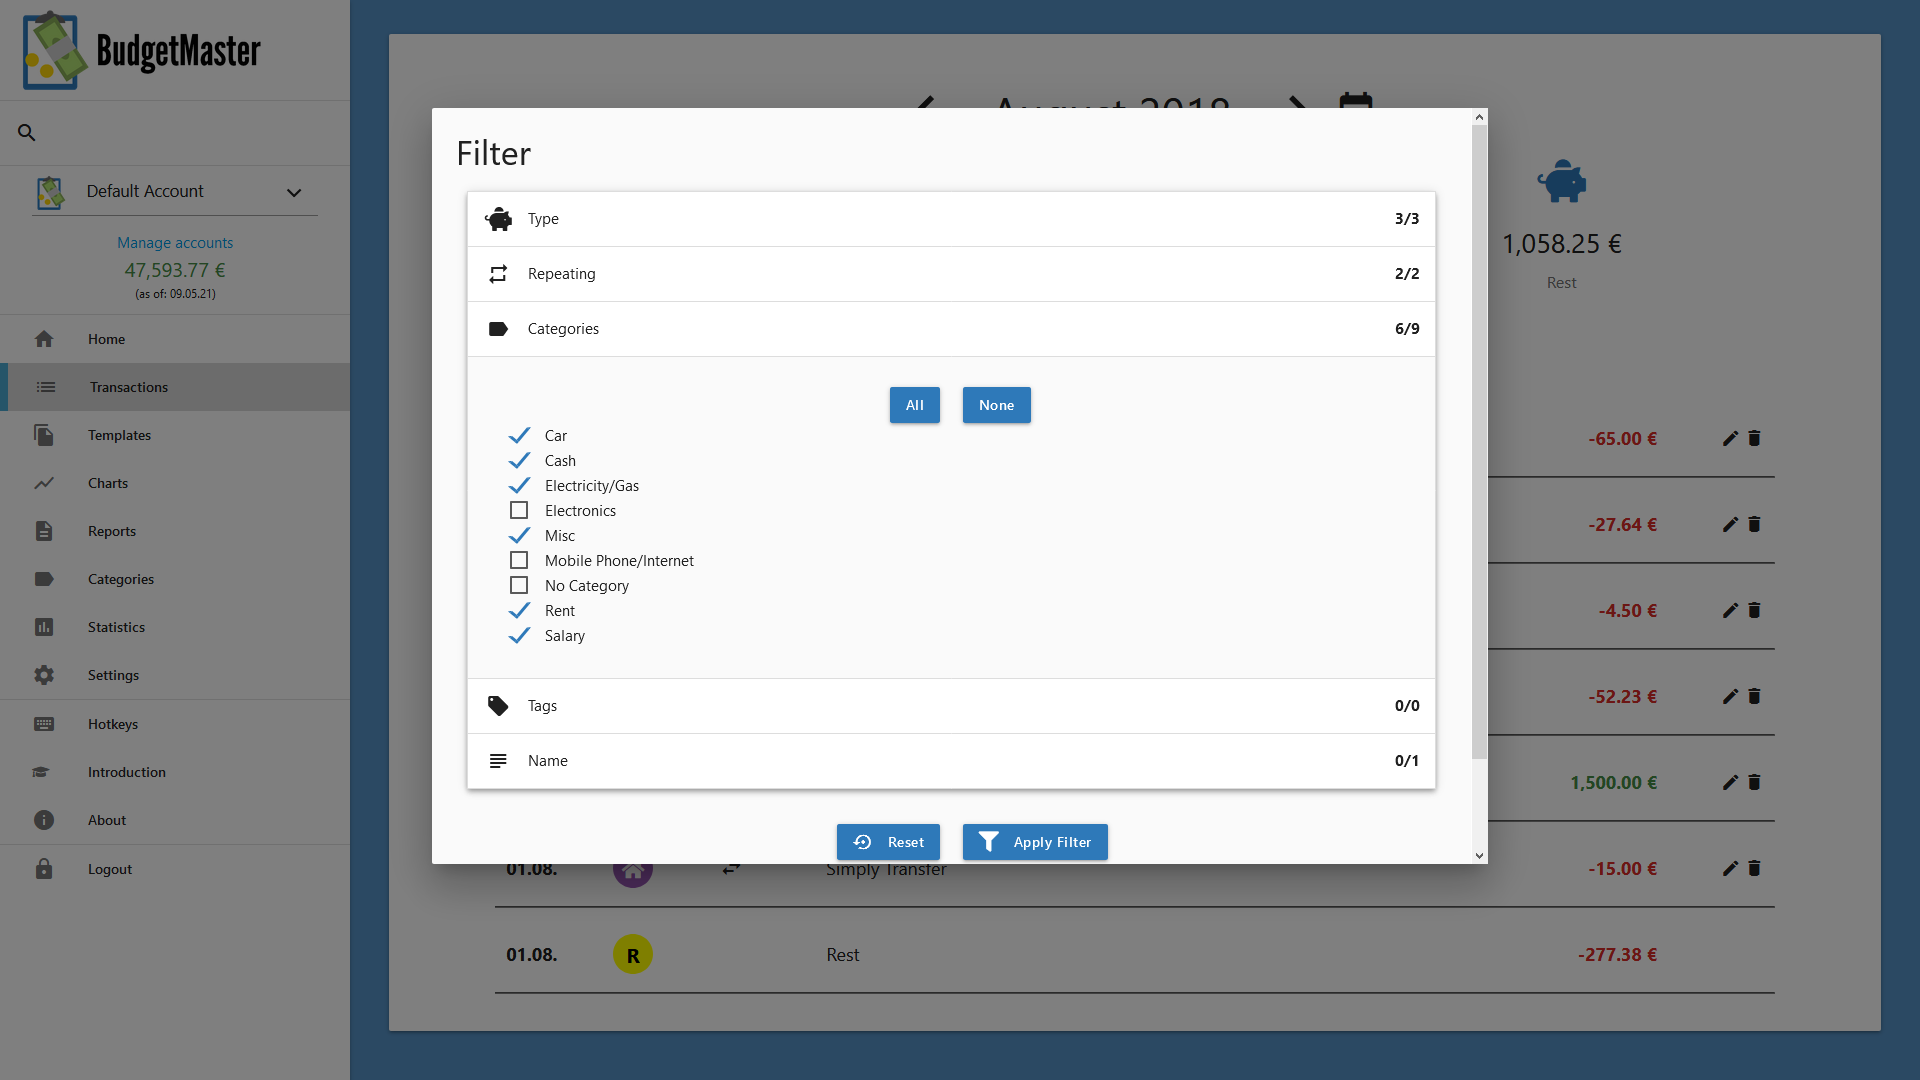 BudgetMaster
Default Account
Manage accounts
47,593.77 €
(as of: 09.05.21)
Home
Transactions
Templates
Charts
Reports
Categories
Statistics
Settings
Hotkeys
Introduction
About
Logout
August 2018
1,058.25 €
Rest
Filter
Type 3/3
Repeating 2/2
Categories 6/9
All None
Car
Cash
Electricity/Gas
Electronics
Misc
Mobile Phone/Internet
No Category
Rent
Salary
Tags 0/0
Name 0/1
Reset Apply Filter
-65.00 €
-27.64 €
-4.50 €
-52.23 €
1,500.00 €
01.08. Simply Transfer -15.00 €
01.08. R Rest -277.38 €